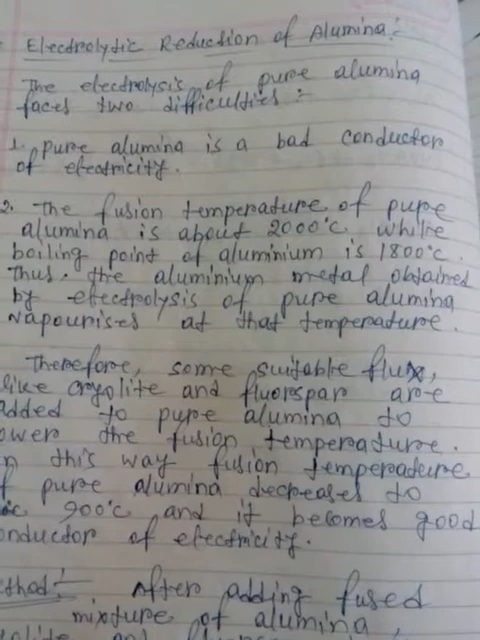 Electrolytic Reduction of Alumina:
The electrolysis of pure alumina
faces two difficulties:-
1. pure alumina is a bad conductor
of electricity.
2. The fusion temperature of pure
alumina is about 2000°c while
boiling point of aluminium is 1800°c.
Thus. the aluminium metal obtained
by electrolysis of pure alumina
vapourises at that temperature.
Therefore, some suitable flux,
like cryolite and fluorspar are
added to pure alumina to
ower the fusion temperature.
n this way fusion temperature
f pure alumina decreases to
900°c and it becomes good
onductor of electricity.
ethod:- After adding fused
mixture of alumina,